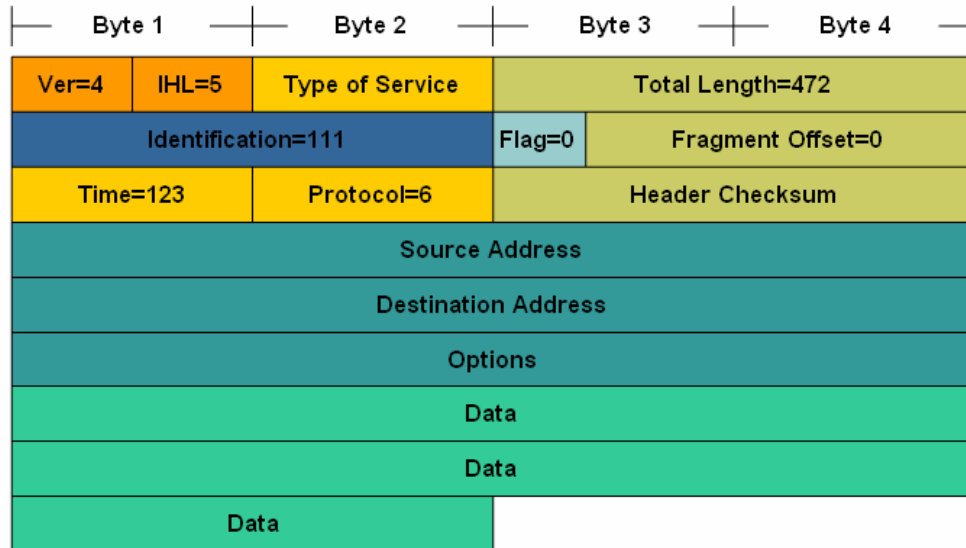 Byte 1 Byte 2 Byte 3 Byte 4
Ver=4 IHL=5 Type of Service Total Length=472
Identification=111 Flag=0 Fragment Offset=0
Time=123 Protocol=6 Header Checksum
Source Address
Destination Address
Options
Data
Data
Data